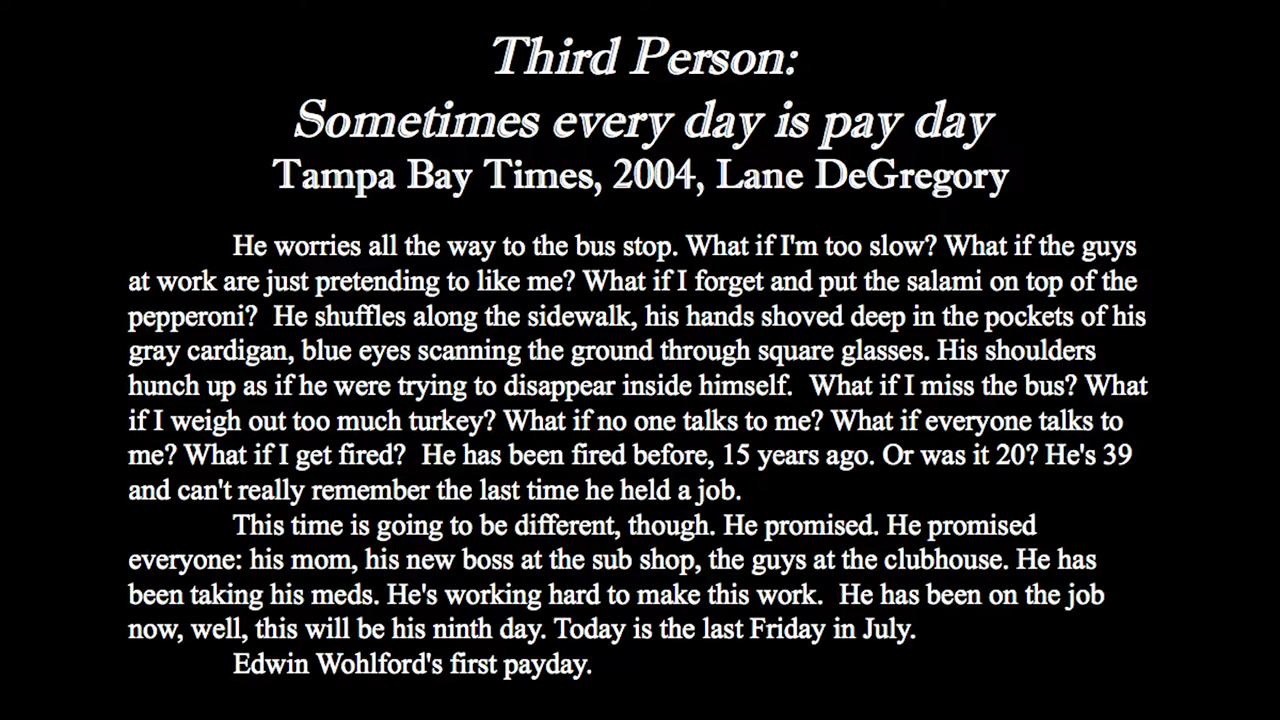 Third Person:
Sometimes every day is pay day
Tampa Bay Times, 2004, Lane DeGregory
He worries all the way to the bus stop. What if I'm too slow? What if the guys
at work are just pretending to like me? What if I forget and put the salami on top of the
pepperoni?  He shuffles along the sidewalk, his hands shoved deep in the pockets of his
gray cardigan, blue eyes scanning the ground through square glasses. His shoulders
hunch up as if he were trying to disappear inside himself.  What if I miss the bus? What
if I weigh out too much turkey? What if no one talks to me? What if everyone talks to
me? What if I get fired?  He has been fired before, 15 years ago. Or was it 20? He's 39
and can't really remember the last time he held a job.
This time is going to be different, though. He promised. He promised
everyone: his mom, his new boss at the sub shop, the guys at the clubhouse. He has
been taking his meds. He's working hard to make this work.  He has been on the job
now, well, this will be his ninth day. Today is the last Friday in July.
Edwin Wohlford's first payday.